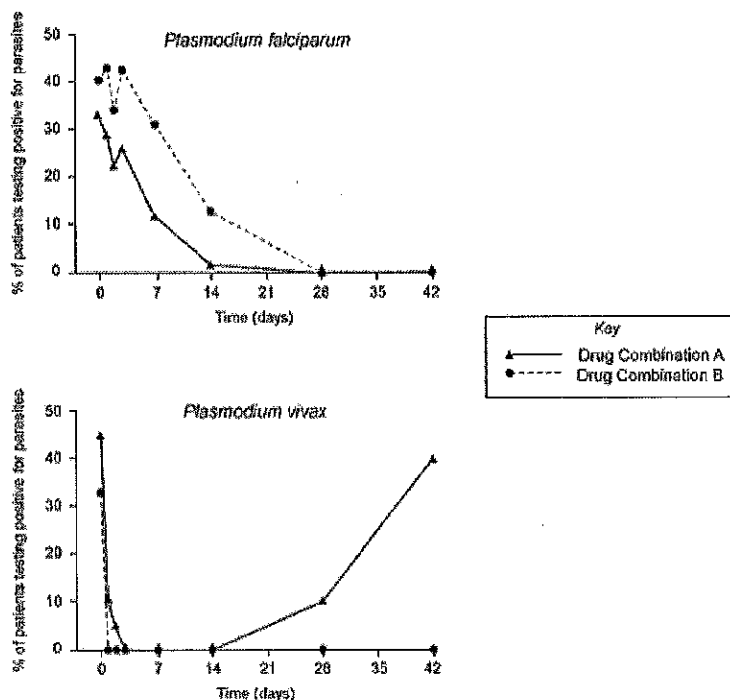 Plasmodium falciparum
% of patients testing positive for parasites
50
40
30
20
10
0
0 7 14 21 28 35 42
Time (days)
Key
Drug Combination A
Drug Combination B
Plasmodium vivax
% of patients testing positive for parasites
50
40
30
20
10
0
0 7 14 21 28 35 42
Time (days)